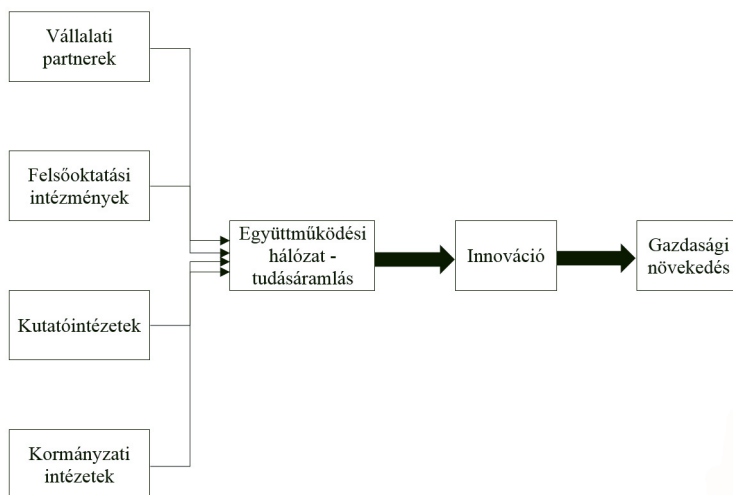 Vállalati
partnerek
Felsőoktatási
intézmények
Együttműködési
hálózat -
tudásáramlás
Innováció
Gazdasági
növekedés
Kutatóintézetek
Kormányzati
intézetek